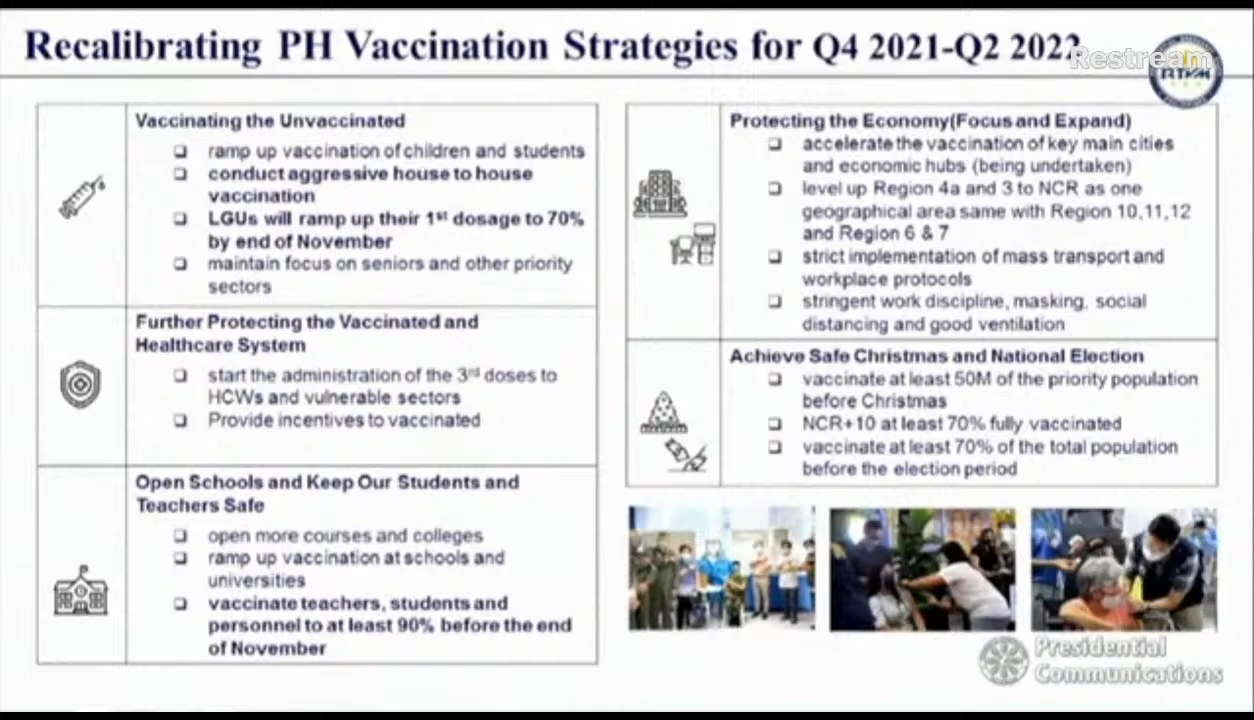 Recalibrating PH Vaccination Strategies for Q4 2021-Q2 2022
Restream
RTVM
Vaccinating the Unvaccinated
❑ ramp up vaccination of children and students
❑ conduct aggressive house to house
vaccination
❑ LGUs will ramp up their 1st dosage to 70%
by end of November
❑ maintain focus on seniors and other priority
sectors
Further Protecting the Vaccinated and
Healthcare System
❑ start the administration of the 3rd doses to
HCWs and vulnerable sectors
❑ Provide incentives to vaccinated
Open Schools and Keep Our Students and
Teachers Safe
❑ open more courses and colleges
❑ ramp up vaccination at schools and
universities
❑ vaccinate teachers, students and
personnel to at least 90% before the end
of November
Protecting the Economy(Focus and Expand)
❑ accelerate the vaccination of key main cities
and economic hubs (being undertaken)
❑ level up Region 4a and 3 to NCR as one
geographical area same with Region 10,11,12
and Region 6 & 7
❑ strict implementation of mass transport and
workplace protocols
❑ stringent work discipline, masking, social
distancing and good ventilation
Achieve Safe Christmas and National Election
❑ vaccinate at least 50M of the priority population
before Christmas
❑ NCR+10 at least 70% fully vaccinated
❑ vaccinate at least 70% of the total population
before the election period
Presidential
Communications